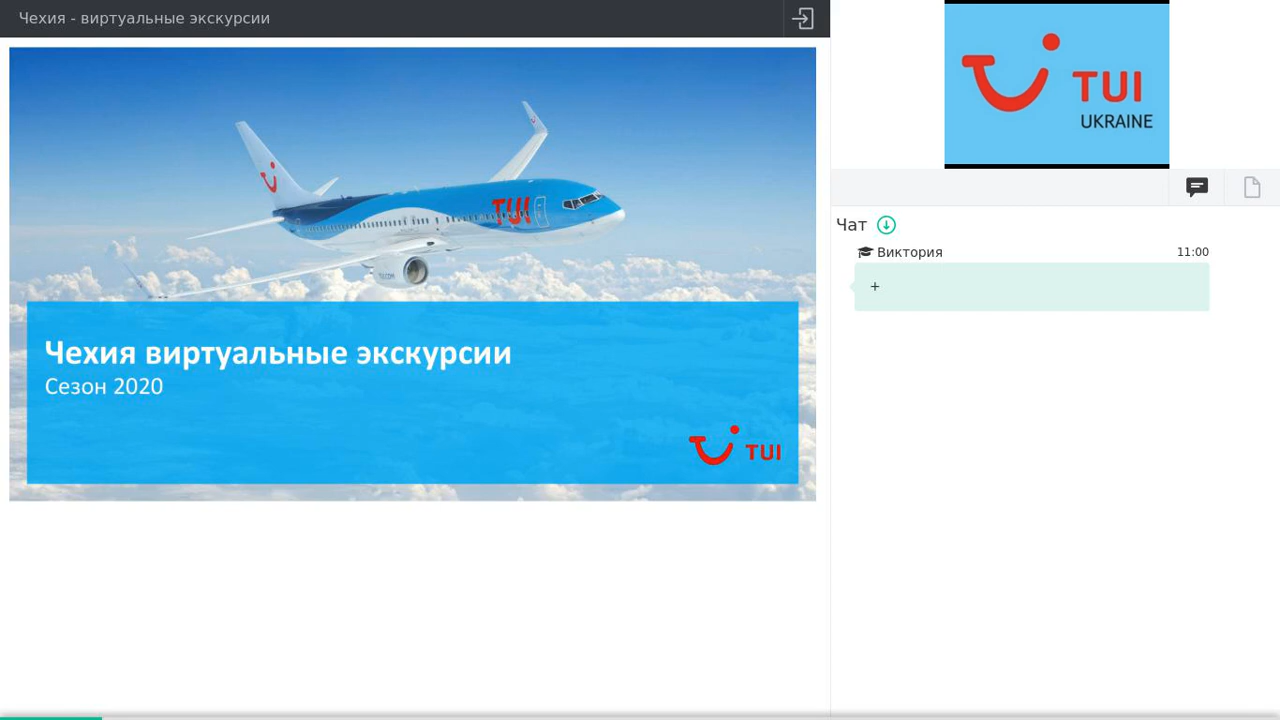 Чехия - виртуальные экскурсии
TUI
Чехия виртуальные экскурсии
Сезон 2020
TUI
TUI
UKRAINE
Чат
Виктория
11:00
+